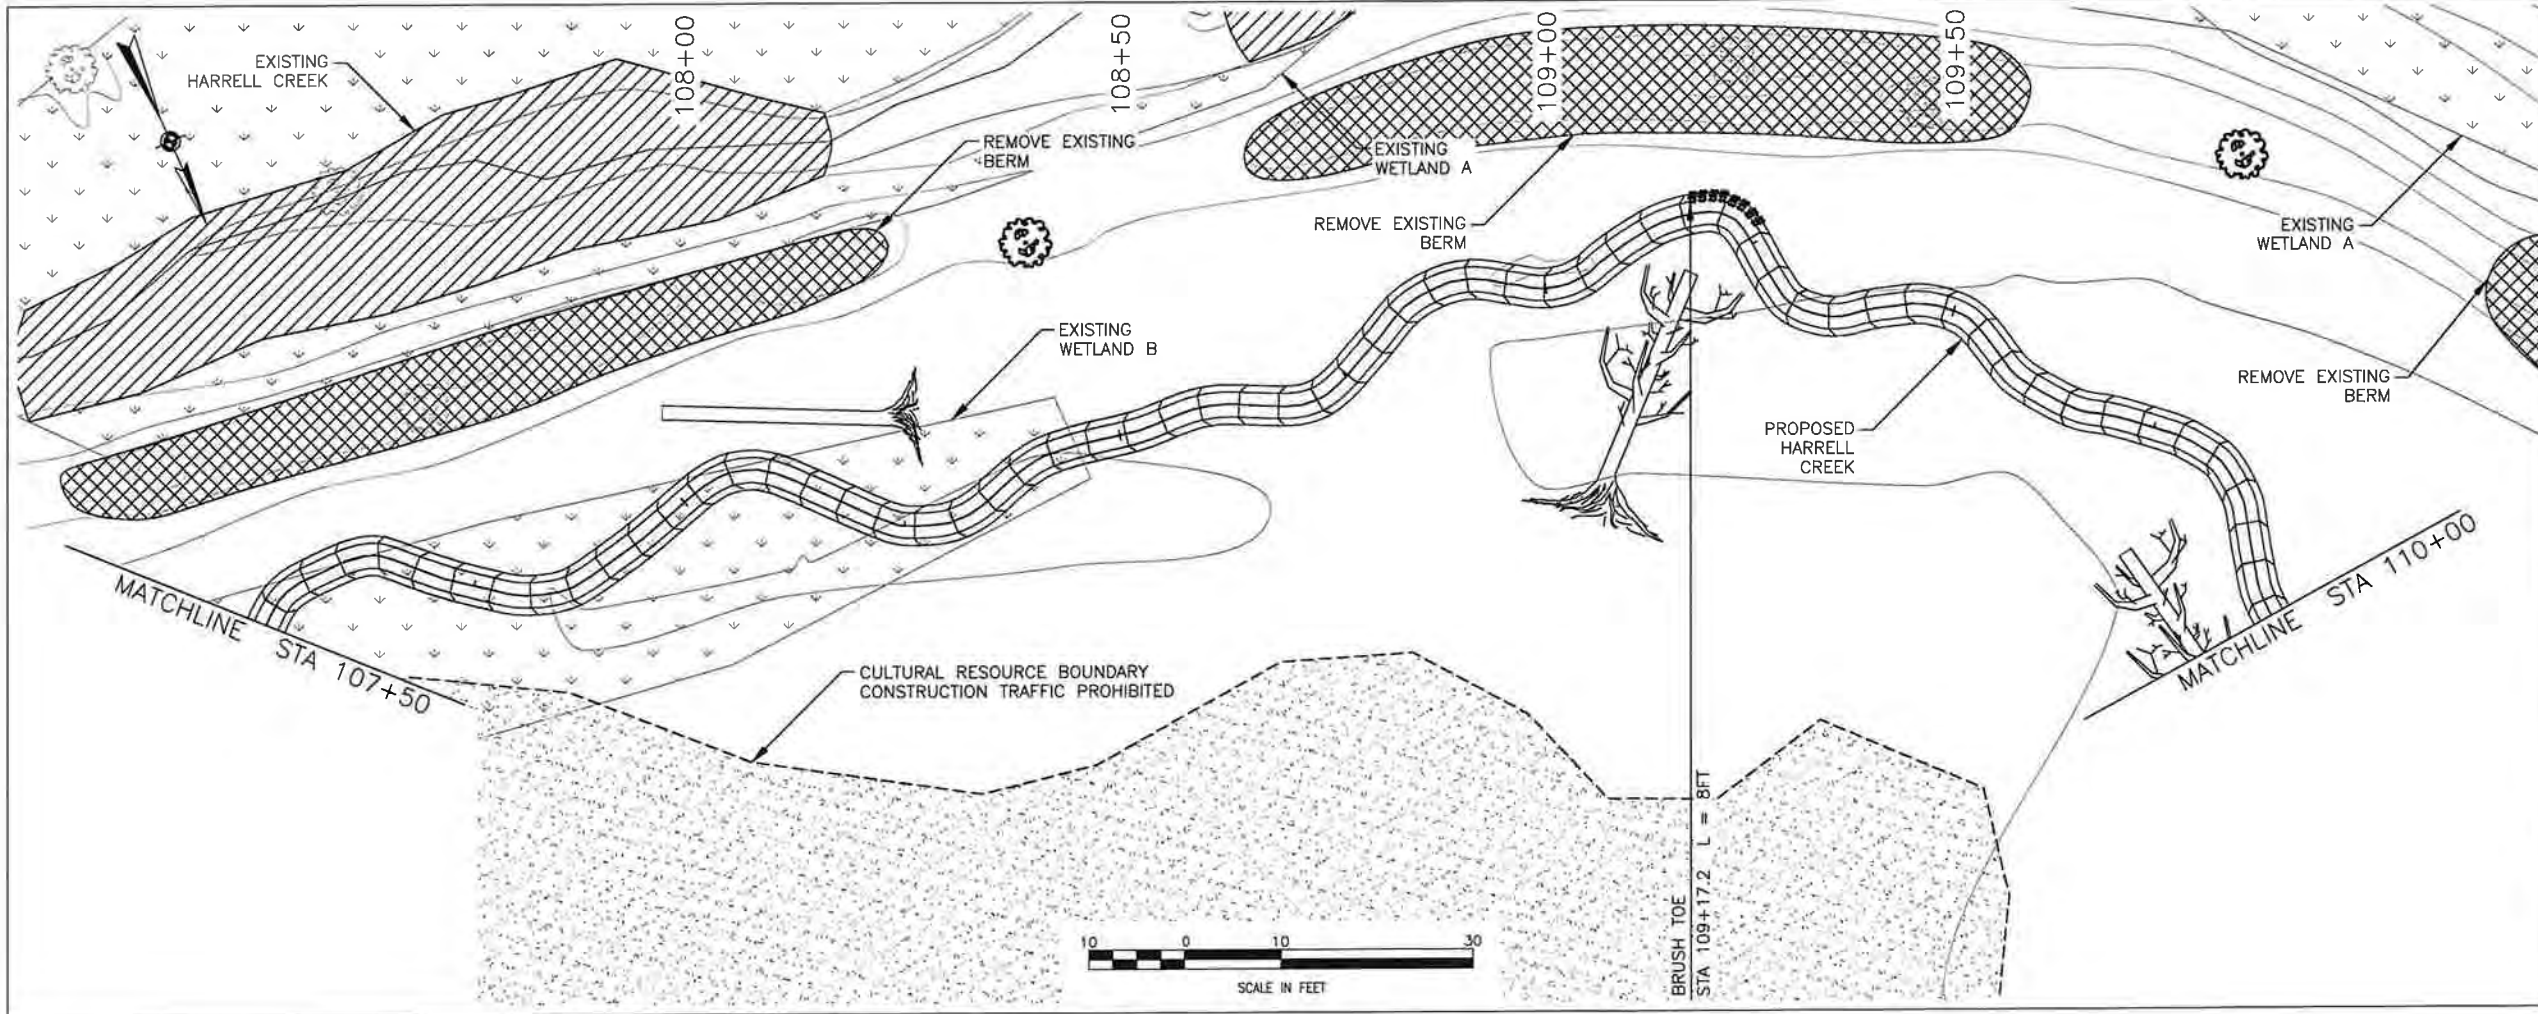 108+00
108+50
109+00
109+50
EXISTING
HARRELL CREEK
REMOVE EXISTING
BERM
EXISTING
WETLAND A
REMOVE EXISTING
BERM
EXISTING
WETLAND A
REMOVE EXISTING
BERM
EXISTING
WETLAND B
PROPOSED
HARRELL
CREEK
MATCHLINE STA 107+50
MATCHLINE STA 110+00
CULTURAL RESOURCE BOUNDARY
CONSTRUCTION TRAFFIC PROHIBITED
BRUSH TOE
STA 109+17.2 L = 8FT
10 0 10 30
SCALE IN FEET